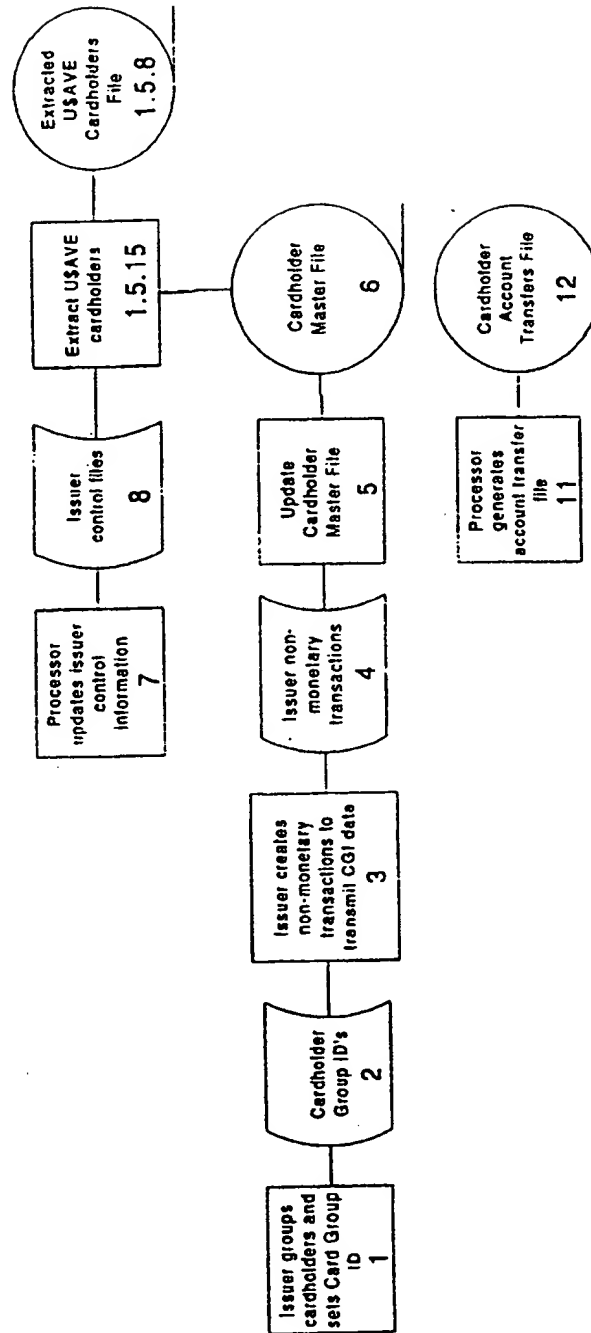 Processor
updates issuer
control
information
7
Issuer
control files
8
Extract U$AVE
cardholders
1.5.15
Extracted
U$AVE
Cardholders
File
1.5.8
Issuer groups
cardholders and
sets Card Group
ID
1
Cardholder
Group ID's
2
Issuer creates
non-monetary
transactions to
transmit CGI data
3
Issuer non-
monetary
transactions
4
Update
Cardholder
Master File
5
Cardholder
Master File
6
Processor
generates
account transfer
file
11
Cardholder
Account
Transfers File
12